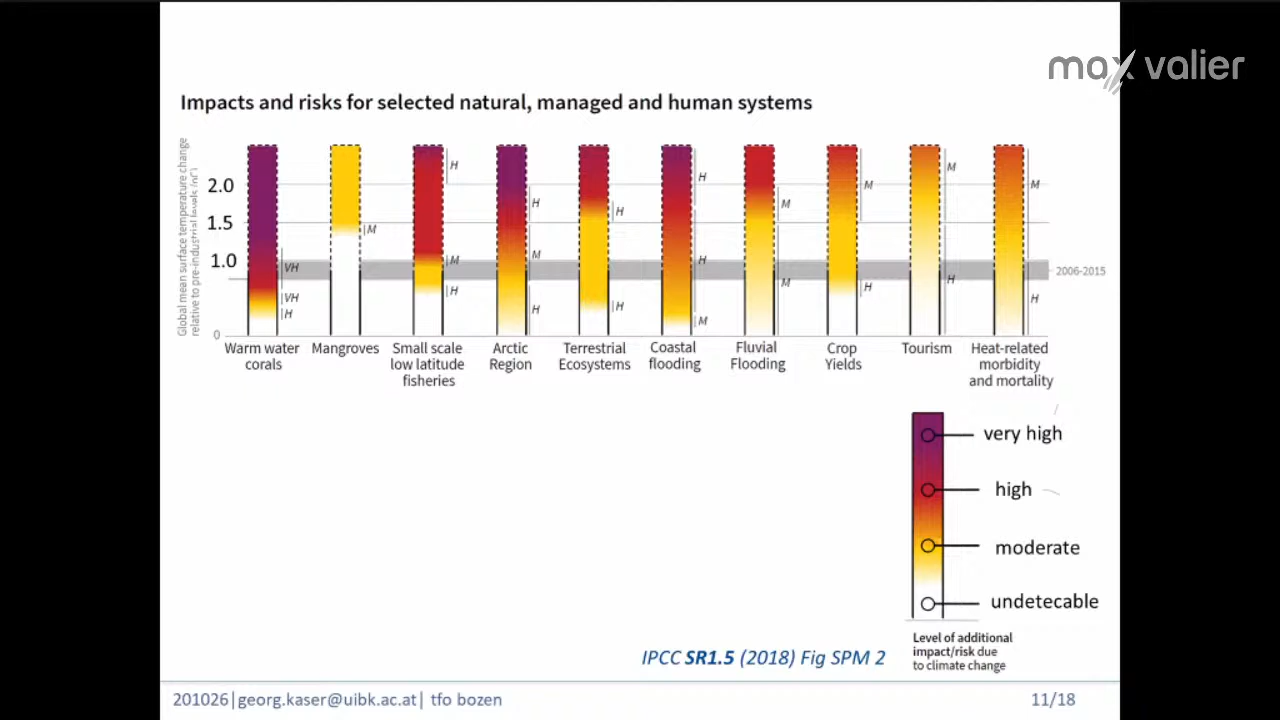 max valier
Impacts and risks for selected natural, managed and human systems
Global mean surface temperature change
relative to pre-industrial levels (°C)
2.0
1.5
1.0
0
H
M
H
M
H
H
M
H
H
H
H
H
M
M
M
M
H
M
H
M
H
VH
VH
H
2006-2015
Warm water
corals
Mangroves
Small scale
low latitude
fisheries
Arctic
Region
Terrestrial
Ecosystems
Coastal
flooding
Fluvial
Flooding
Crop
Yields
Tourism
Heat-related
morbidity
and mortality
very high
high
moderate
undetecable
Level of additional
impact/risk due
to climate change
IPCC SR1.5 (2018) Fig SPM 2
201026|georg.kaser@uibk.ac.at| tfo bozen
11/18